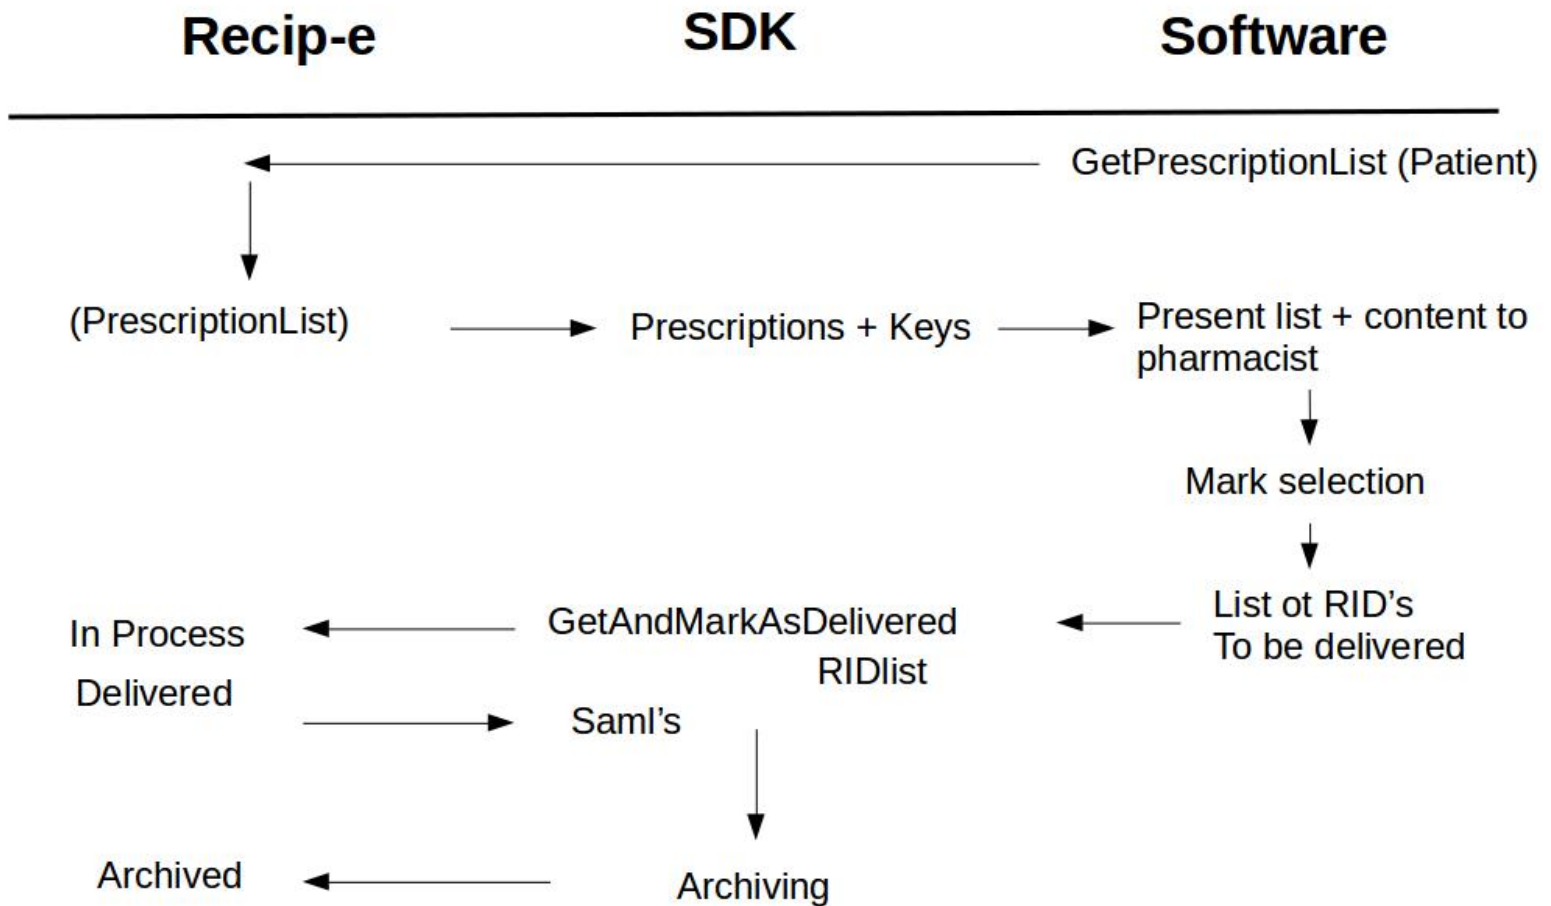 Recip-e
SDK
Software
GetPrescriptionList (Patient)
(PrescriptionList)
Prescriptions + Keys
Present list + content to
pharmacist
Mark selection
List ot RID’s
To be delivered
GetAndMarkAsDelivered
RIDlist
In Process
Delivered
Saml’s
Archived
Archiving